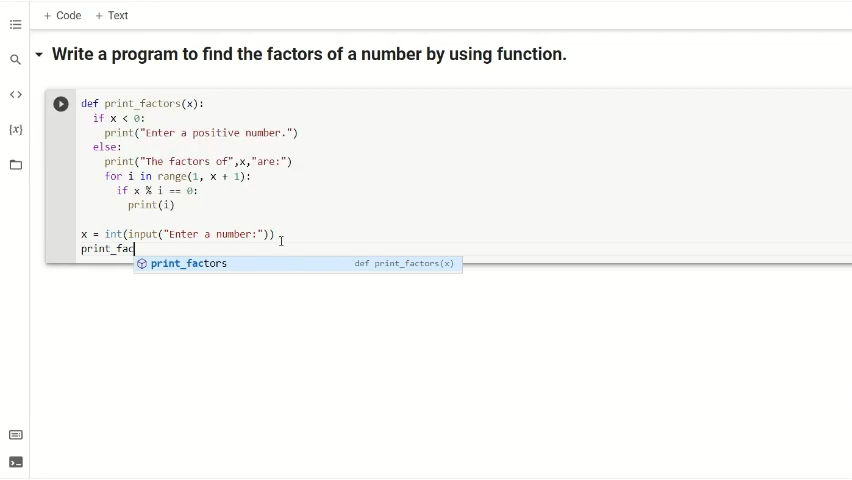 + Code + Text
Write a program to find the factors of a number by using function.
def print_factors(x):
  if x < 0:
    print("Enter a positive number.")
  else:
    print("The factors of",x,"are:")
    for i in range(1, x + 1):
      if x % i == 0:
        print(i)
x = int(input("Enter a number:"))
print_fac
print_factors def print_factors(x)